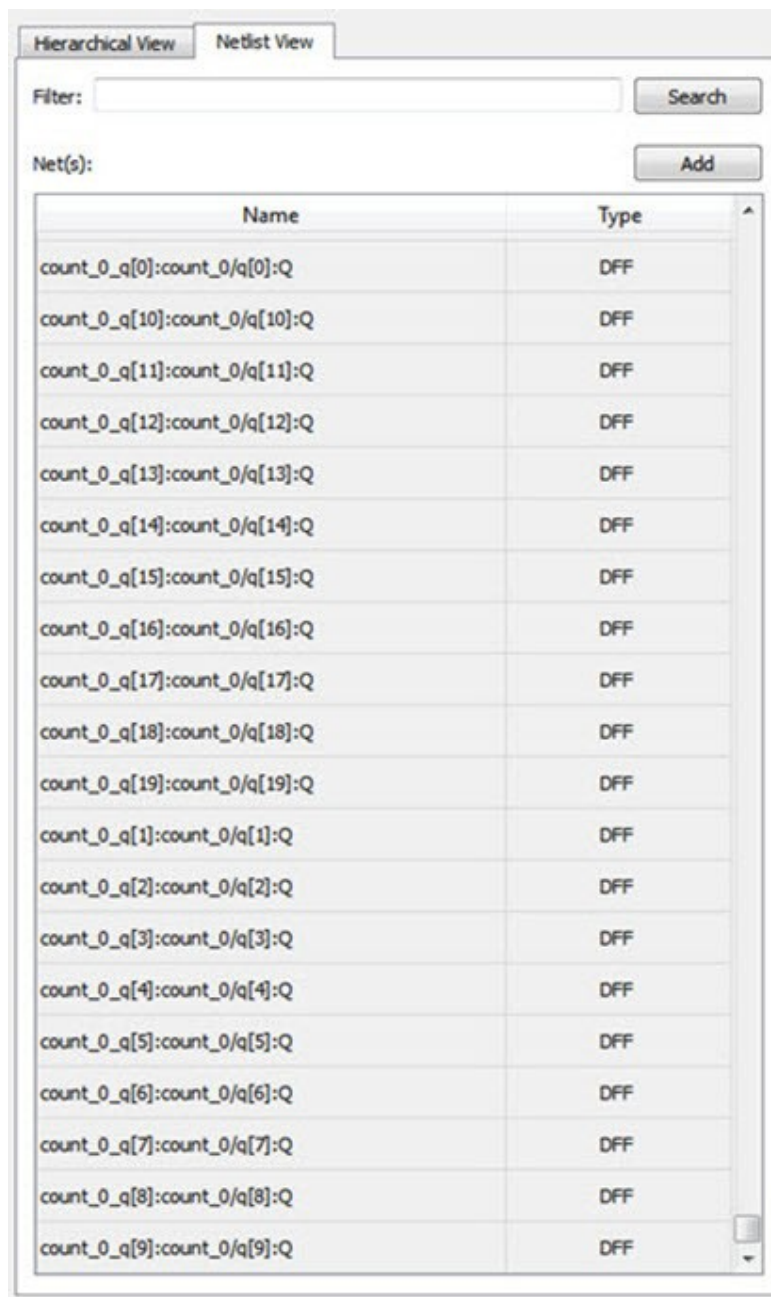 Hierarchical View Netlist View
Filter: Search
Net(s): Add
Name Type
count_0_q[0]:count_0/q[0]:Q DFF
count_0_q[10]:count_0/q[10]:Q DFF
count_0_q[11]:count_0/q[11]:Q DFF
count_0_q[12]:count_0/q[12]:Q DFF
count_0_q[13]:count_0/q[13]:Q DFF
count_0_q[14]:count_0/q[14]:Q DFF
count_0_q[15]:count_0/q[15]:Q DFF
count_0_q[16]:count_0/q[16]:Q DFF
count_0_q[17]:count_0/q[17]:Q DFF
count_0_q[18]:count_0/q[18]:Q DFF
count_0_q[19]:count_0/q[19]:Q DFF
count_0_q[1]:count_0/q[1]:Q DFF
count_0_q[2]:count_0/q[2]:Q DFF
count_0_q[3]:count_0/q[3]:Q DFF
count_0_q[4]:count_0/q[4]:Q DFF
count_0_q[5]:count_0/q[5]:Q DFF
count_0_q[6]:count_0/q[6]:Q DFF
count_0_q[7]:count_0/q[7]:Q DFF
count_0_q[8]:count_0/q[8]:Q DFF
count_0_q[9]:count_0/q[9]:Q DFF